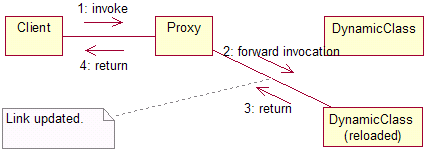 1: invoke
Client
Proxy
DynamicClass
4: return
2: forward invocation
3: return
Link updated.
DynamicClass
(reloaded)